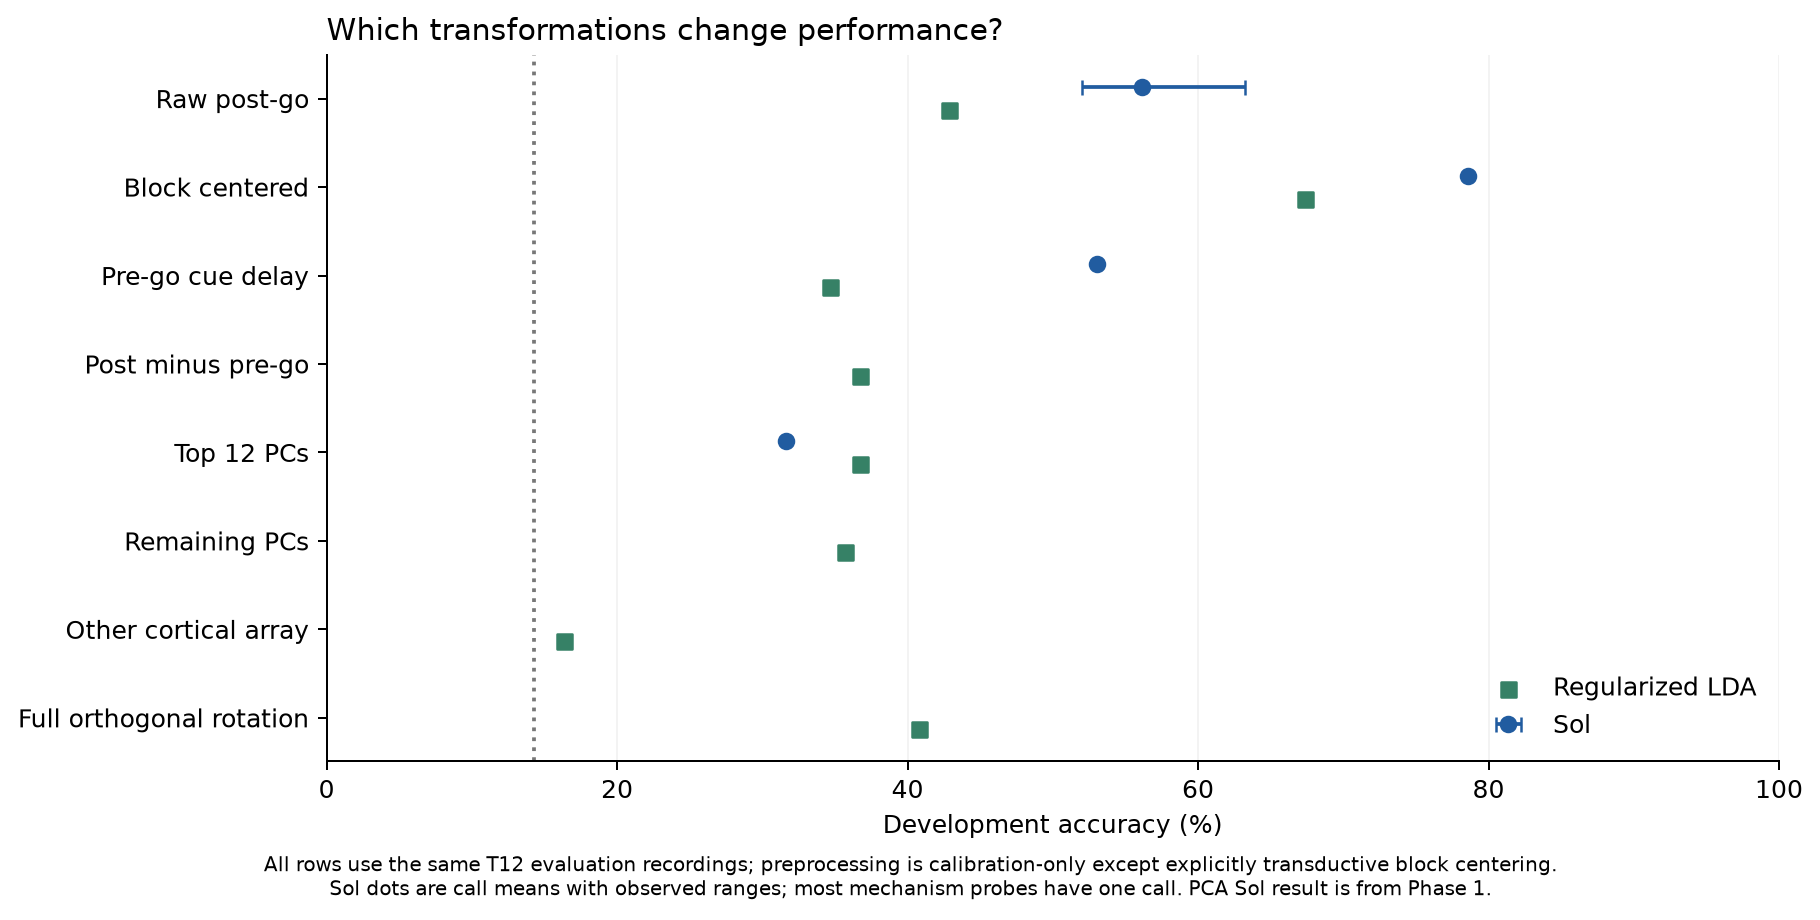 Which transformations change performance?
Raw post-go
Block centered
Pre-go cue delay
Post minus pre-go
Top 12 PCs
Remaining PCs
Other cortical array
Full orthogonal rotation
Regularized LDA
Sol
0 20 40 60 80 100
Development accuracy (%)
All rows use the same T12 evaluation recordings; preprocessing is calibration-only except explicitly transductive block centering.
Sol dots are call means with observed ranges; most mechanism probes have one call. PCA Sol result is from Phase 1.